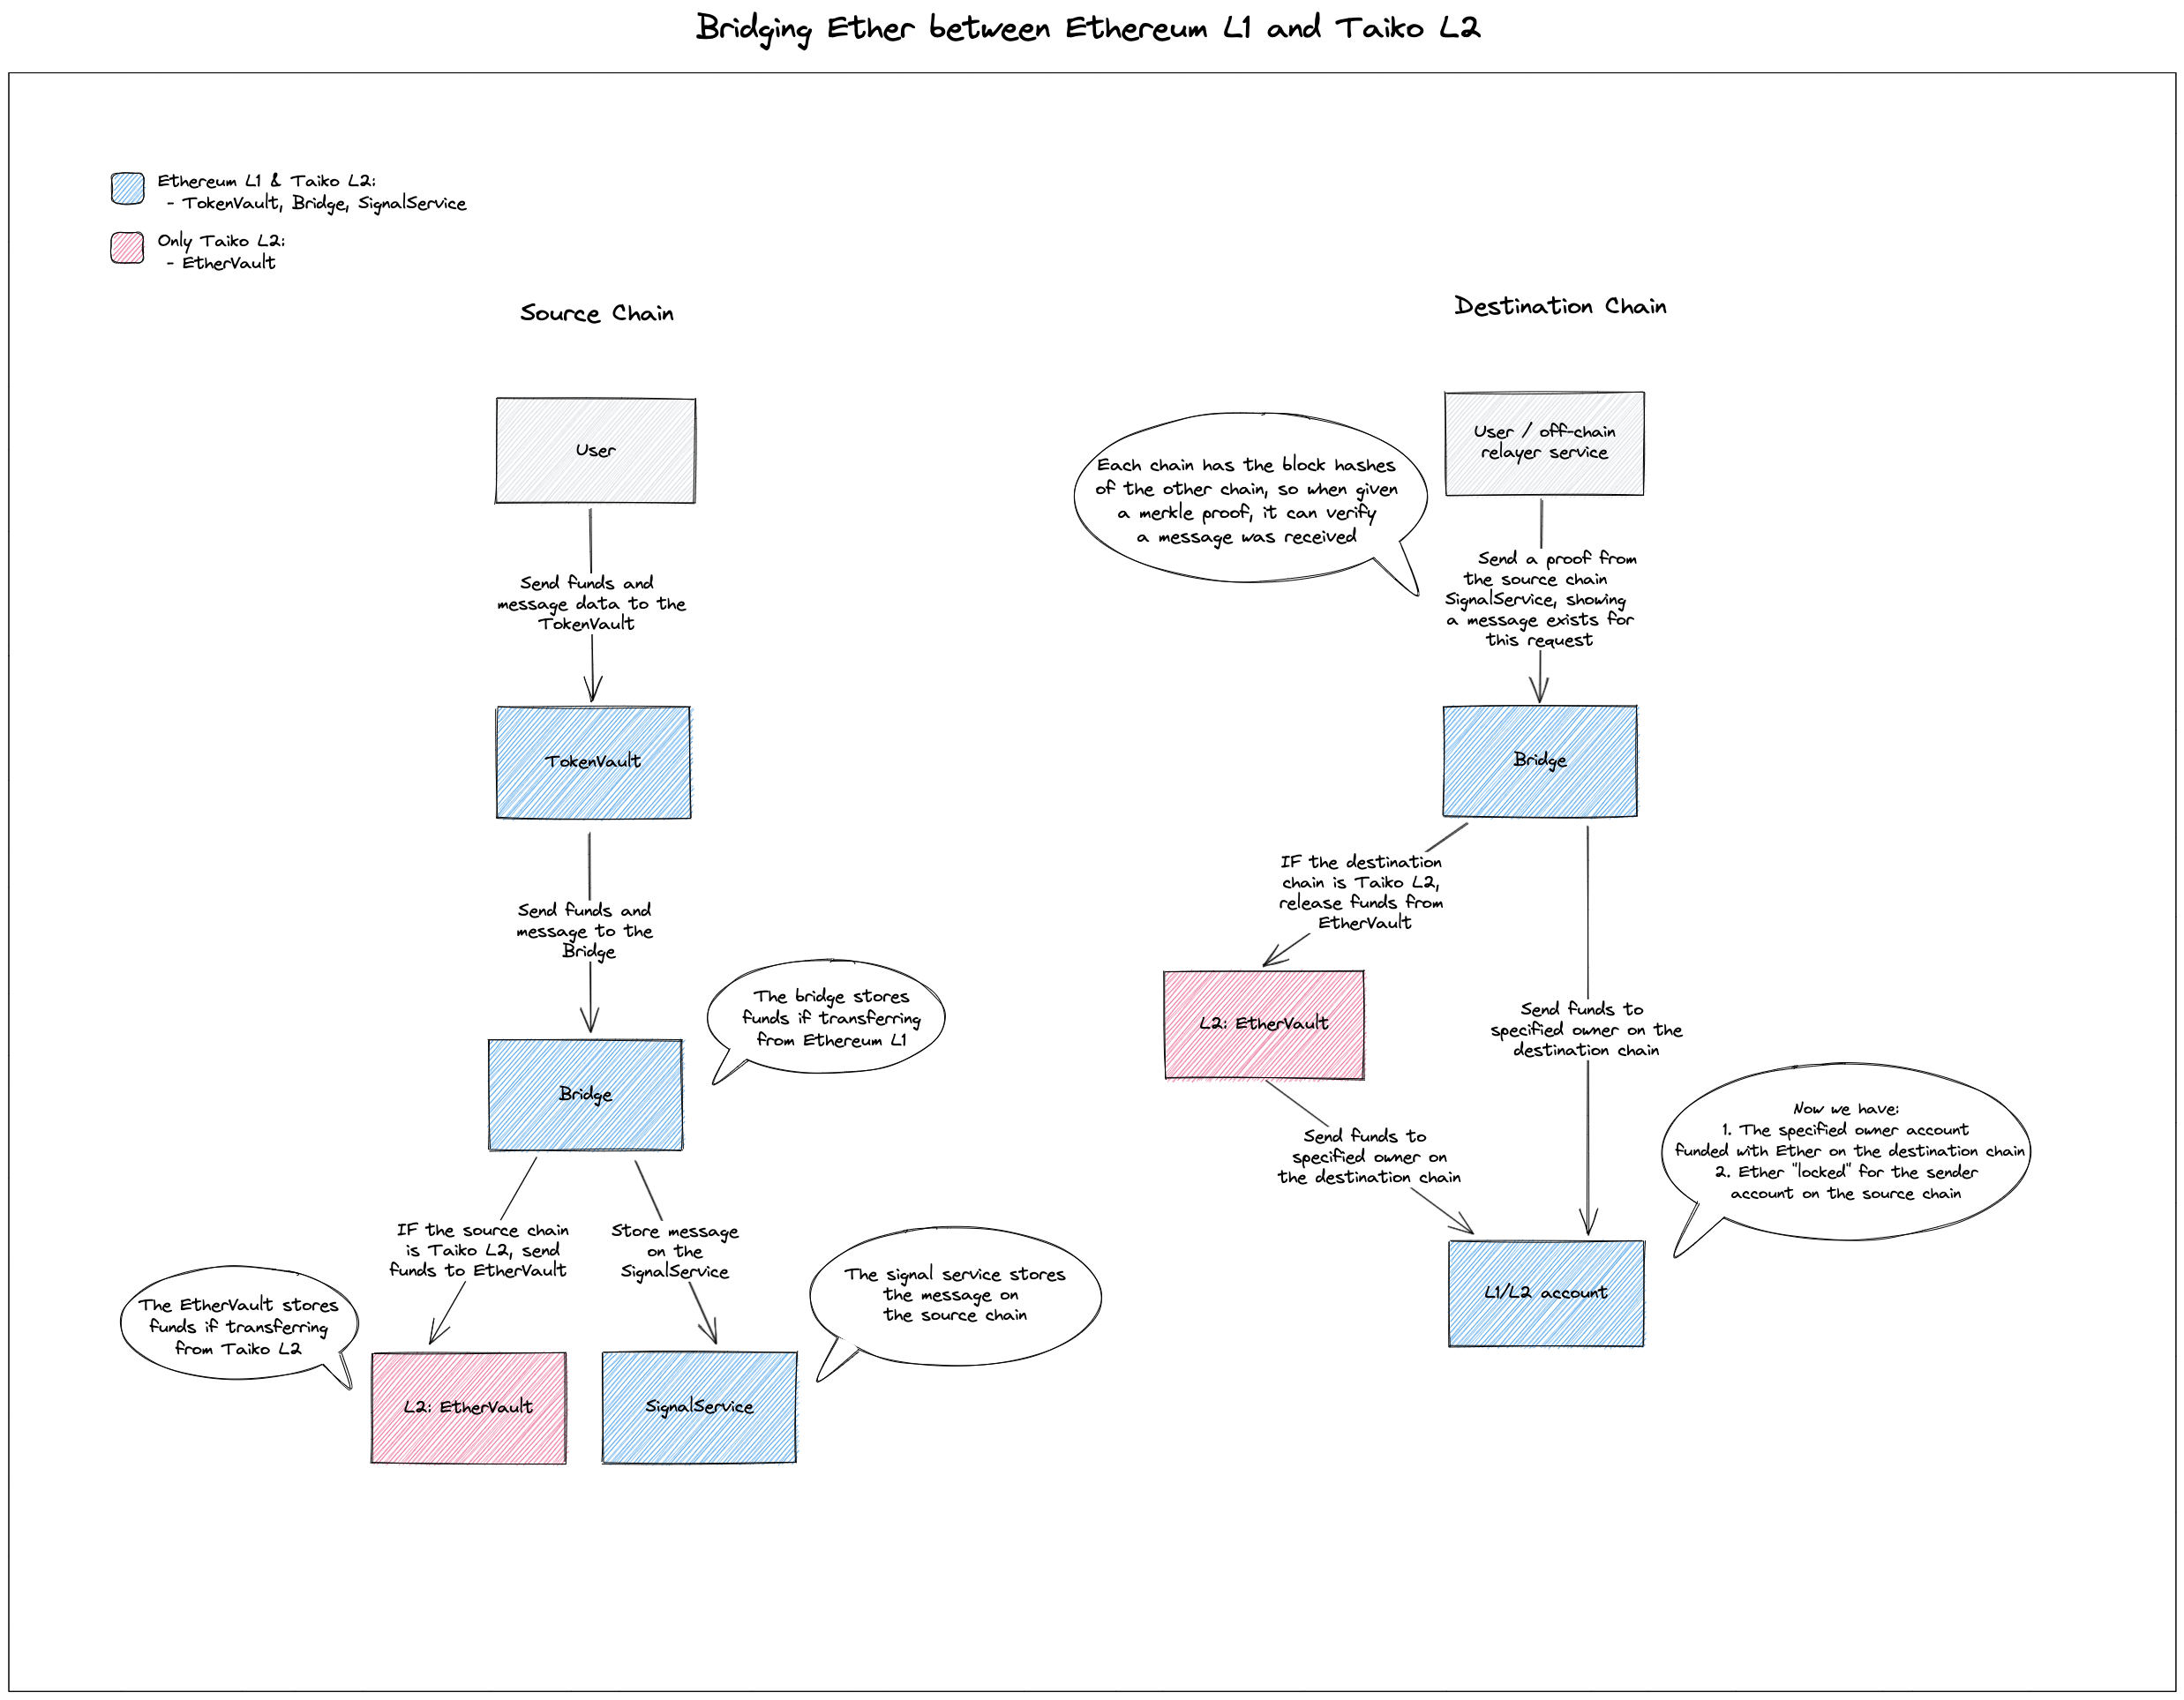 Bridging Ether between Ethereum L1 and Taiko L2
Ethereum L1 & Taiko L2:
- TokenVault, Bridge, SignalService
Only Taiko L2:
- EtherVault
Source Chain
User
Send funds and
message data to the
TokenVault
TokenVault
Send funds and
message to the
Bridge
The bridge stores
funds if transferring
from Ethereum L1
Bridge
IF the source chain
is Taiko L2, send
funds to EtherVault
Store message
on the
SignalService
The EtherVault stores
funds if transferring
from Taiko L2
The signal service stores
the message on
the source chain
L2: EtherVault
SignalService
Destination Chain
User / off-chain
relayer service
Each chain has the block hashes
of the other chain, so when given
a merkle proof, it can verify
a message was received
Send a proof from
the source chain
SignalService, showing
a message exists for
this request
Bridge
IF the destination
chain is Taiko L2,
release funds from
EtherVault
L2: EtherVault
Send funds to
specified owner on the
destination chain
Send funds to
specified owner on
the destination chain
Now we have:
1. The specified owner account
funded with Ether on the destination chain
2. Ether "locked" for the sender
account on the source chain
L1/L2 account